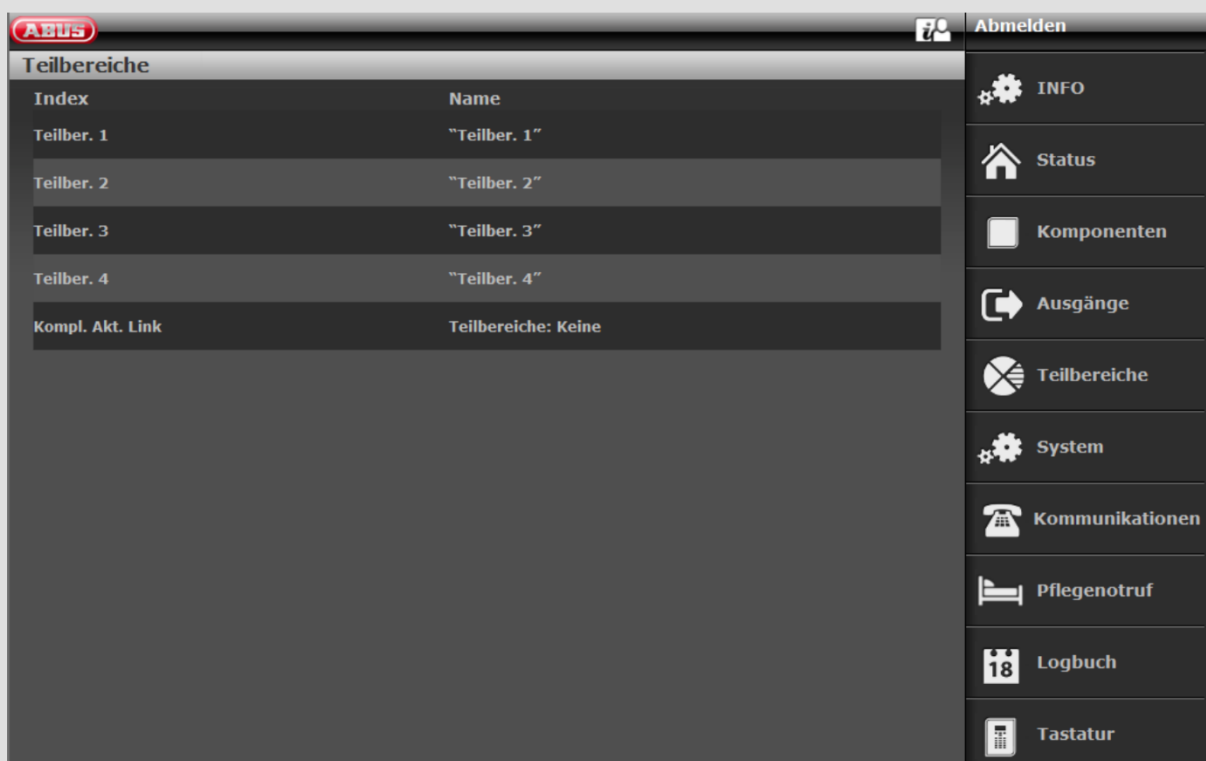 ABUS
Teilbereiche
Index Name
Teilber. 1 "Teilber. 1"
Teilber. 2 "Teilber. 2"
Teilber. 3 "Teilber. 3"
Teilber. 4 "Teilber. 4"
Kompl. Akt. Link Teilbereiche: Keine
Abmelden
INFO
Status
Komponenten
Ausgänge
Teilbereiche
System
Kommunikationen
Pflegenotruf
18
Logbuch
Tastatur